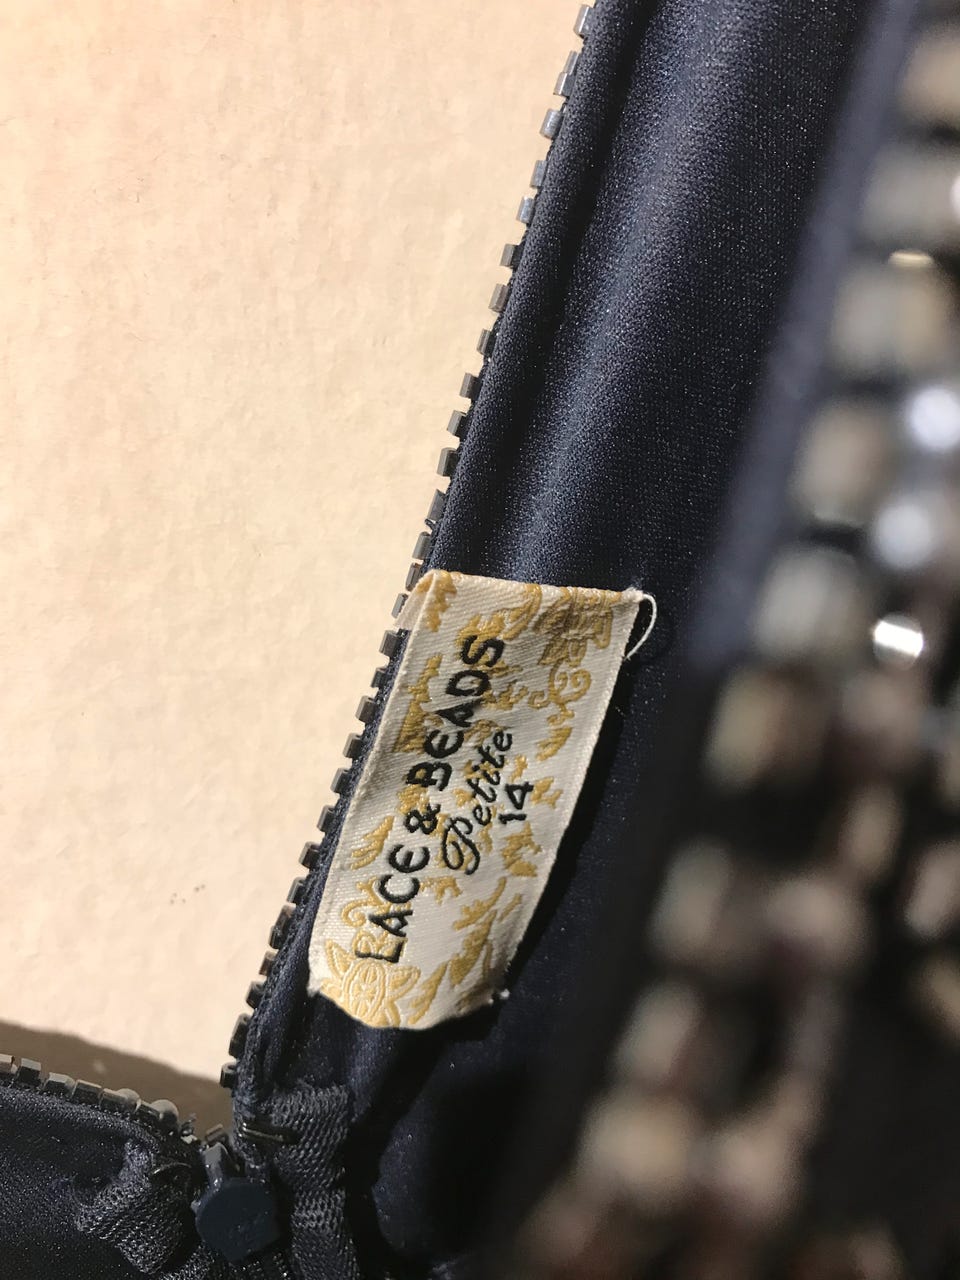 LACE & BEADS
Petite
14